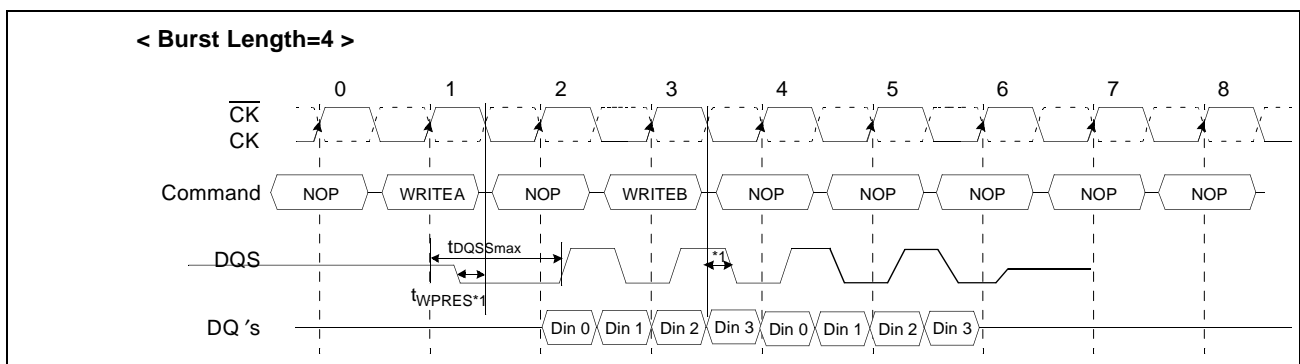 < Burst Length=4 >
0 1 2 3 4 5 6 7 8
CK
CK
Command NOP WRITEA NOP WRITEB NOP NOP NOP NOP NOP
DQS tDQSSmax *1
tWPRES*1
DQ ′s Din 0 Din 1 Din 2 Din 3 Din 0 Din 1 Din 2 Din 3